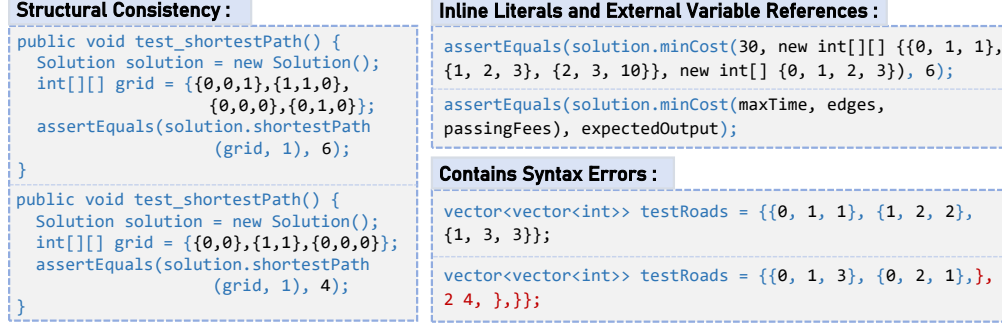 Structural Consistency :
public void test_shortestPath() {
Solution solution = new Solution();
int[][] grid = {{0,0,1},{1,1,0},
{0,0,0},{0,1,0}};
assertEquals(solution.shortestPath
(grid, 1), 6);
}
public void test_shortestPath() {
Solution solution = new Solution();
int[][] grid = {{0,0},{1,1},{0,0,0}};
assertEquals(solution.shortestPath
(grid, 1), 4);
}
Inline Literals and External Variable References :
assertEquals(solution.minCost(30, new int[][] {{0, 1, 1},
{1, 2, 3}, {2, 3, 10}}, new int[] {0, 1, 2, 3}), 6);
assertEquals(solution.minCost(maxTime, edges,
passingFees), expectedOutput);
Contains Syntax Errors :
vector<vector<int>> testRoads = {{0, 1, 1}, {1, 2, 2},
{1, 3, 3}};
vector<vector<int>> testRoads = {{0, 1, 3}, {0, 2, 1},},
2 4, },}};